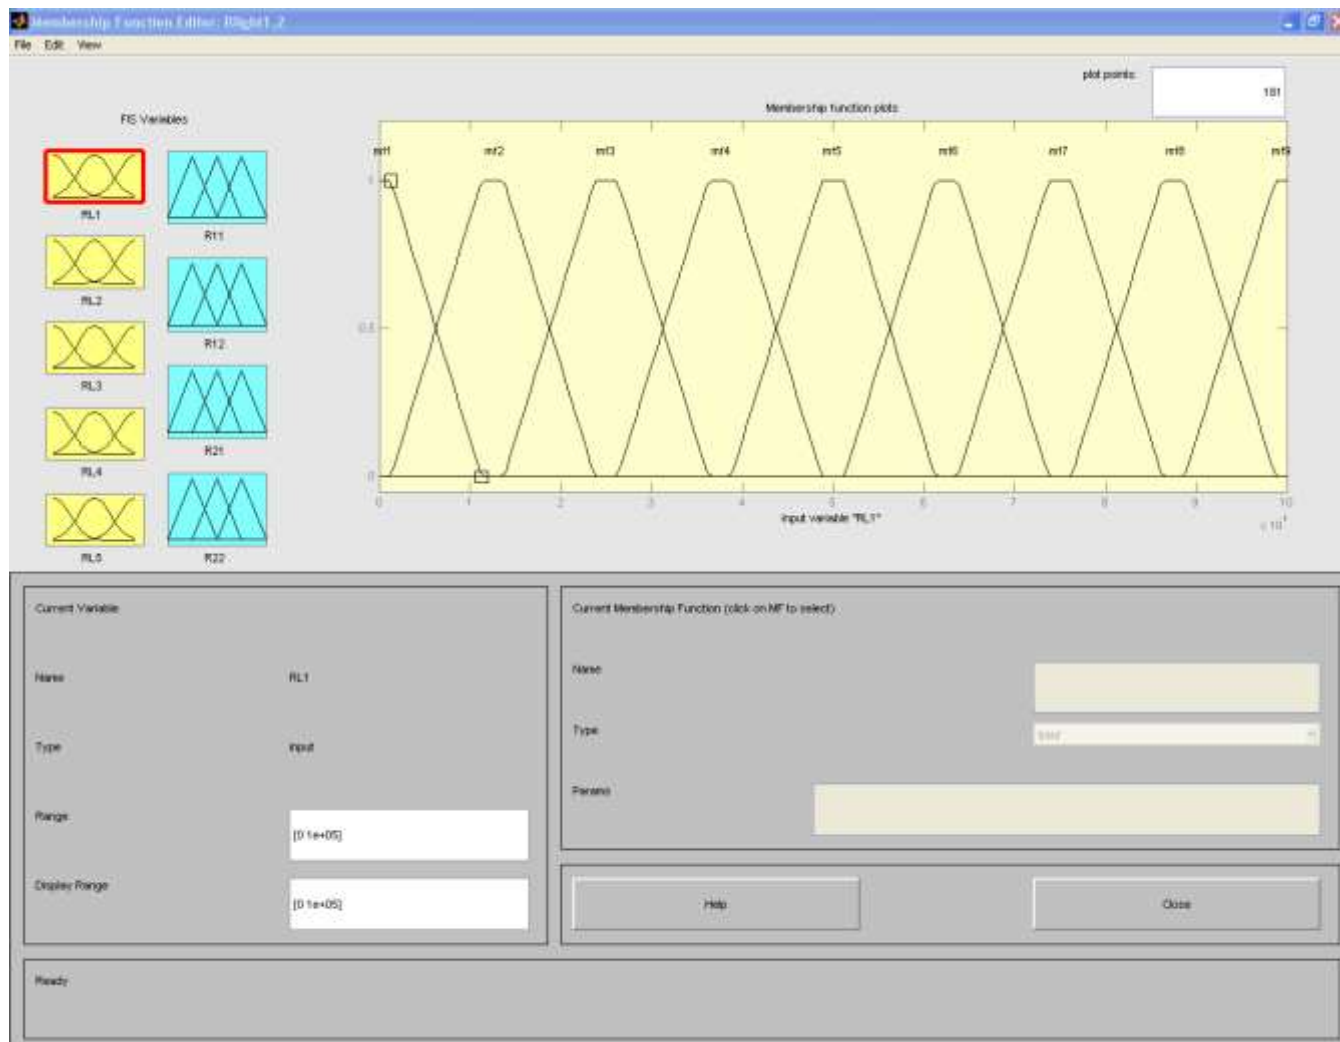 Membership Function Editor: Rlight1.2
File Edit View
plot points:
181
FIS Variables
Membership function plots
RL1
RL2
RL3
RL4
RL5
R11
R12
R21
R22
mf1 mf2 mf3 mf4 mf5 mf6 mf7 mf8 mf9
1
0.5
0
0 1 2 3 4 5 6 7 8 9 10
input variable "RL1"
Current Variable
Name RL1
Type input
Range [0 1e+05]
Display Range [0 1e+05]
Current Membership Function (click on MF to select)
Name
Type
Params
Help Close
Ready